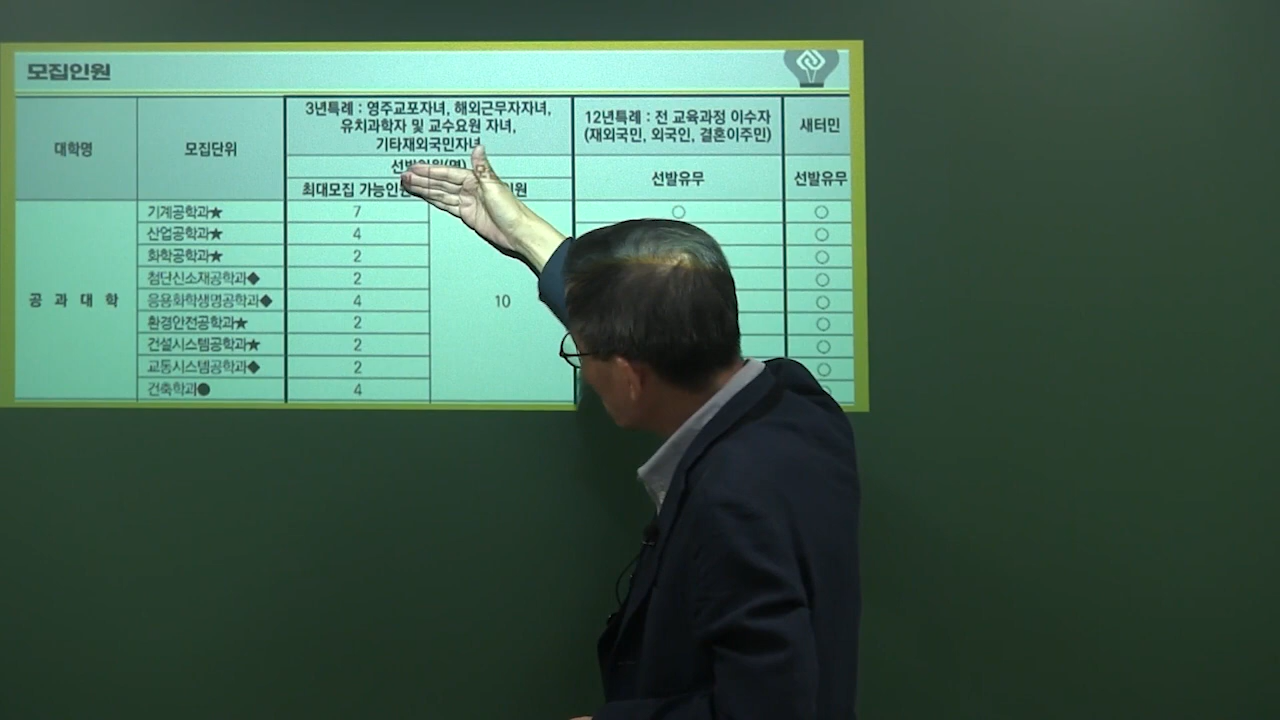 모집인원
대학명
모집단위
3년특례 : 영주교포자녀, 해외근무자자녀,
유치과학자 및 교수요원 자녀,
기타재외국민자녀
12년특례 : 전 교육과정 이수자
(재외국민, 외국인, 결혼이주민)
새터민
최대모집
선발유무
선발유무
공 과 대 학
기계공학과★ 7 ○ ○
산업공학과★ 4 ○
화학공학과★ 2 ○
첨단신소재공학과◆ 2 ○
응용화학생명공학과◆ 4 10 ○
환경안전공학과★ 2 ○
건설시스템공학과★ 2 ○
교통시스템공학과◆ 2 ○
건축학과● 4 ○